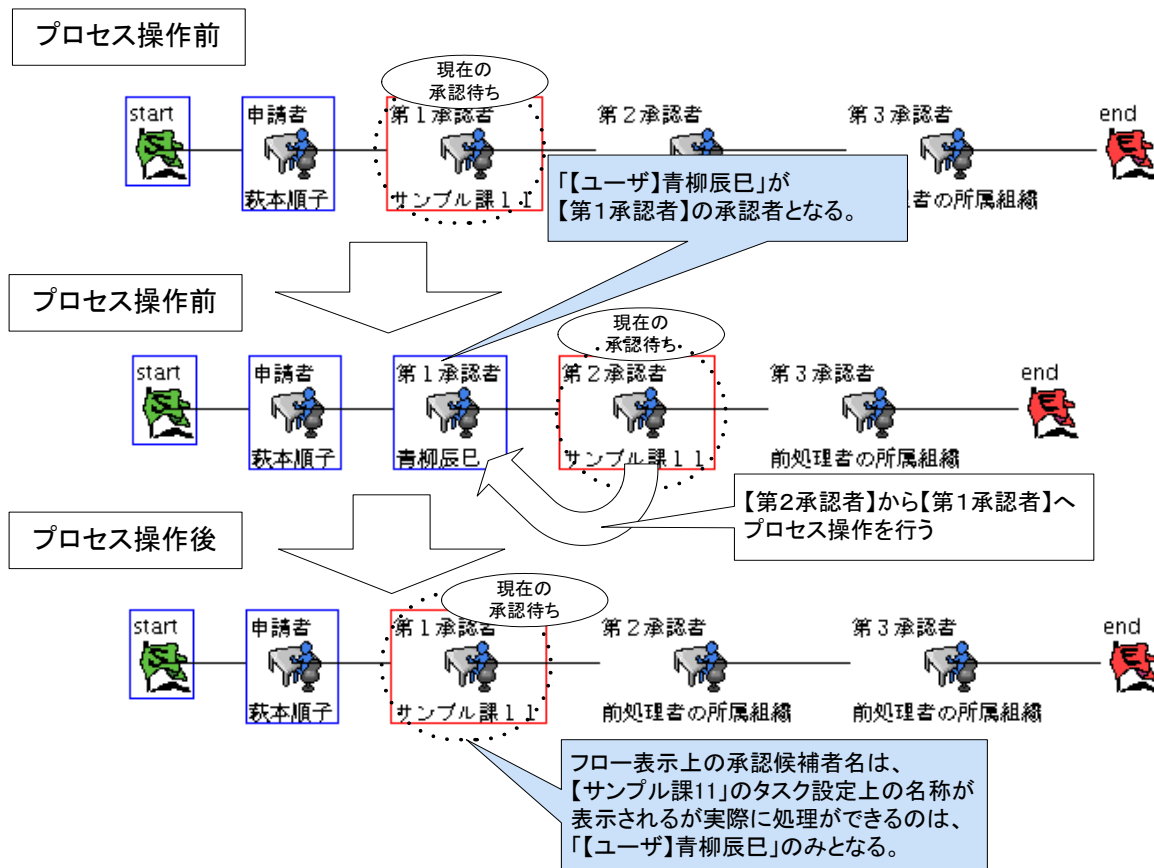 プロセス操作前
現在の
承認待ち
start
申請者
第１承認者
第２承認者
第３承認者
end
萩本順子
サンプル課１１
理者の所属組織
「【ユーザ】青柳辰巳」が
【第１承認者】の承認者となる。
プロセス操作前
現在の
承認待ち
start
申請者
第１承認者
第２承認者
第３承認者
end
萩本順子
青柳辰巳
サンプル課１１
前処理者の所属組織
【第２承認者】から【第１承認者】へ
プロセス操作を行う
プロセス操作後
現在の
承認待ち
start
申請者
第１承認者
第２承認者
第３承認者
end
萩本順子
サンプル課１１
前処理者の所属組織
前処理者の所属組織
フロー表示上の承認候補者名は、
【サンプル課11」のタスク設定上の名称が
表示されるが実際に処理ができるのは、
「【ユーザ】青柳辰巳」のみとなる。